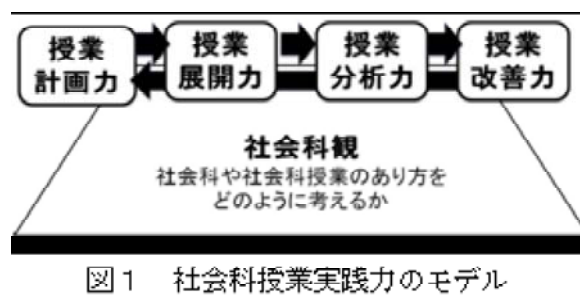 授業
計画力
授業
展開力
授業
分析力
授業
改善力
社会科観
社会科や社会科授業のあり方を
どのように考えるか
図1 社会科授業実践力のモデル